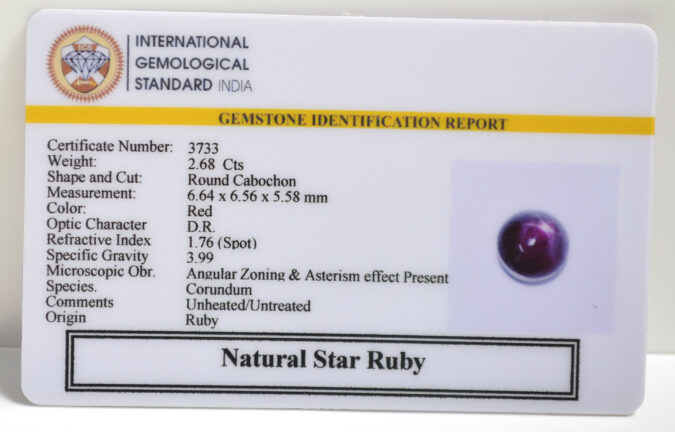 IGS
INTERNATIONAL
GEMOLOGICAL
STANDARD INDIA
GEMSTONE IDENTIFICATION REPORT
Certificate Number: 3733
Weight: 2.68 Cts
Shape and Cut: Round Cabochon
Measurement: 6.64 x 6.56 x 5.58 mm
Color: Red
Optic Character D.R.
Refractive Index 1.76 (Spot)
Specific Gravity 3.99
Microscopic Obr. Angular Zoning & Asterism effect Present
Species. Corundum
Comments Unheated/Untreated
Origin Ruby
Natural Star Ruby